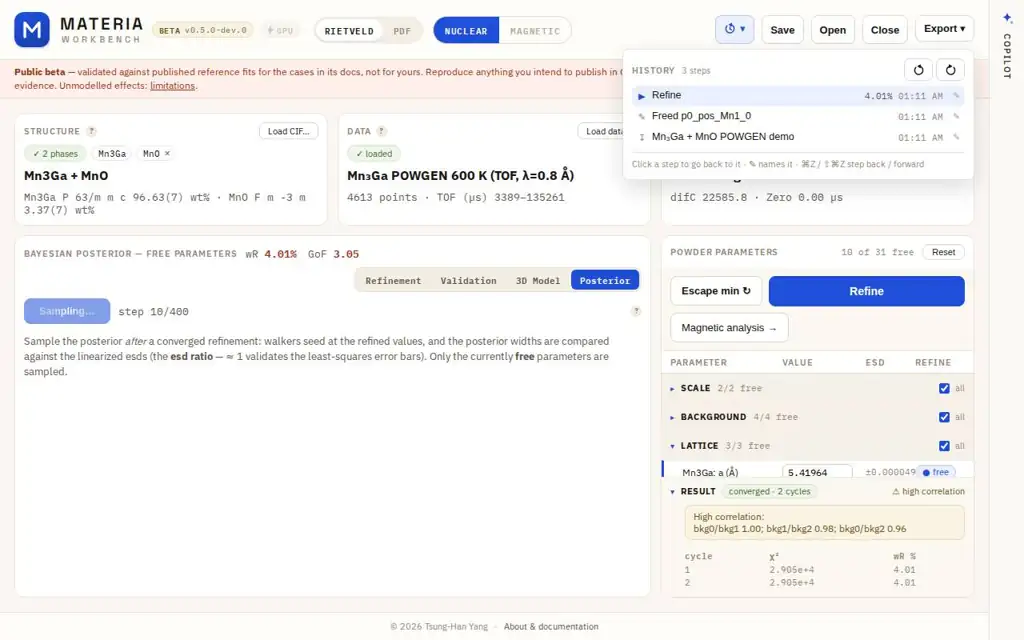 M
MATERIA
WORKBENCH
BETA v0.5.0-dev.0
GPU
RIETVELD
PDF
NUCLEAR
MAGNETIC
Save
Open
Close
Export ▾
COPILOT
Public beta — validated against published reference fits for the cases in its docs, not for yours. Reproduce anything you intend to publish in
evidence. Unmodelled effects: limitations.
HISTORY 3 steps
▶ Refine 4.01% 01:11 AM ✎
✎ Freed p0_pos_Mn1_0 01:11 AM ✎
Mn₃Ga + MnO POWGEN demo 01:11 AM ✎
Click a step to go back to it · ✎ names it · ⌘Z / ⇧⌘Z step back / forward
STRUCTURE ?
Load CIF...
✓ 2 phases
Mn3Ga
MnO ×
Mn3Ga + MnO
Mn3Ga P 63/m m c 96.63(7) wt% · MnO F m -3 m
3.37(7) wt%
DATA ?
Load data
✓ loaded
Mn₃Ga POWGEN 600 K (TOF, λ=0.8 Å)
4613 points · TOF (µs) 3389–135261
difC 22585.8 · Zero 0.00 µs
BAYESIAN POSTERIOR — FREE PARAMETERS wR 4.01% GoF 3.05
Refinement
Validation
3D Model
Posterior
Sampling...
step 10/400
?
Sample the posterior after a converged refinement: walkers seed at the refined values, and the posterior widths are compared
against the linearized esds (the esd ratio — ≈ 1 validates the least-squares error bars). Only the currently free parameters are
sampled.
POWDER PARAMETERS
10 of 31 free
Reset
Escape min ↻
Refine
Magnetic analysis →
PARAMETER VALUE ESD REFINE
▸ SCALE 2/2 free all
▸ BACKGROUND 4/4 free all
▾ LATTICE 3/3 free all
Mn3Ga: a (Å) 5.41964 ±0.000049 ● free
▾ RESULT converged · 2 cycles ⚠ high correlation
High correlation:
bkg0/bkg1 1.00; bkg1/bkg2 0.98; bkg0/bkg2 0.96
cycle χ² wR %
1 2.905e+4 4.01
2 2.905e+4 4.01
© 2026 Tsung-Han Yang · About & documentation